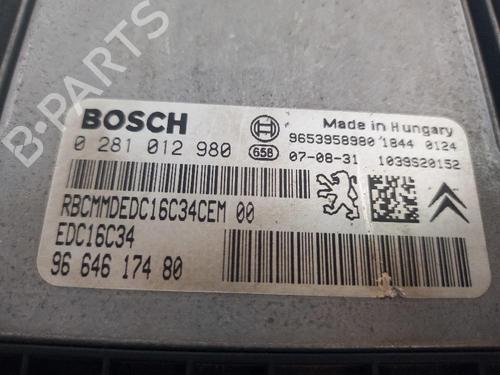 BOSCH
0 281 012 980
658
Made in Hungary
9653958980 1844 0124
07-08-31 1039S20152
RBCMMDEDC16C34CEM 00
EDC16C34
96 646 174 80
B-PARTS